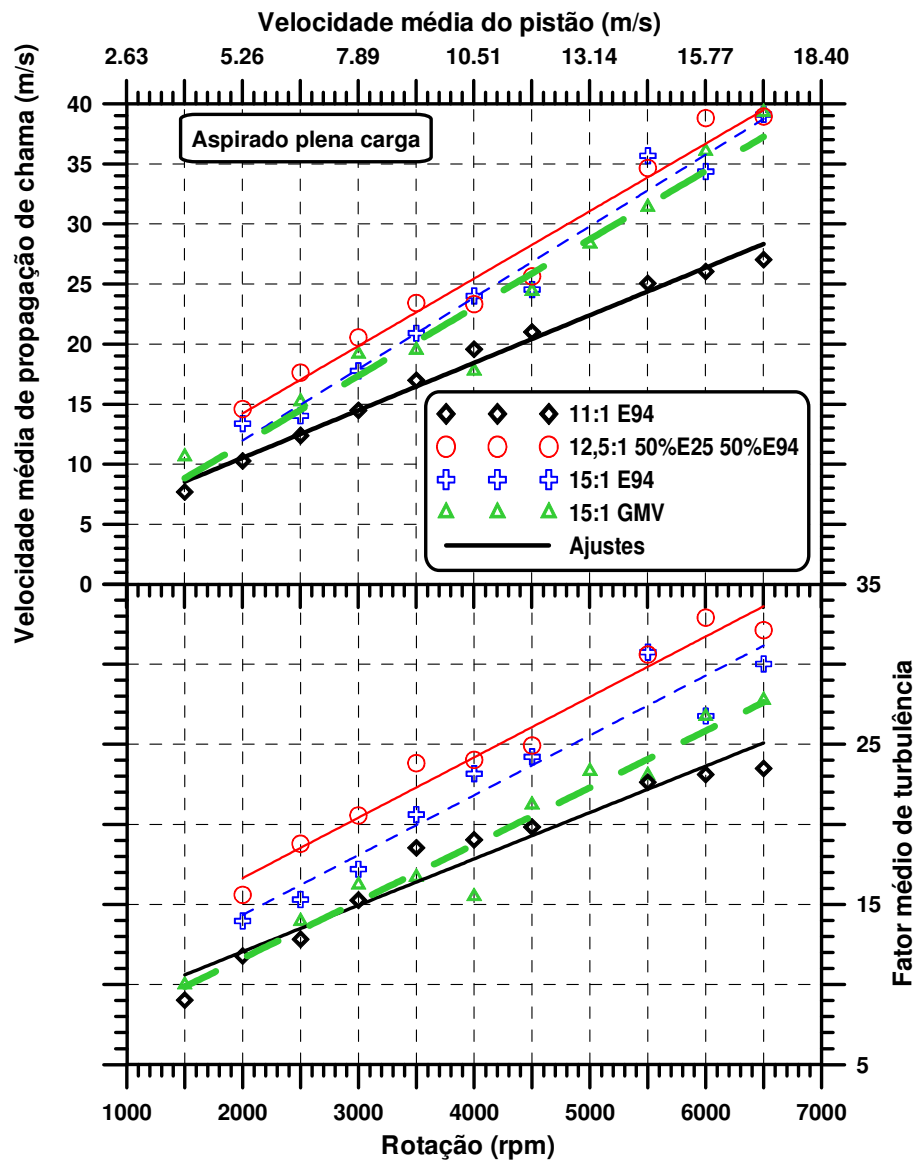 Velocidade média do pistão (m/s)
2.63 5.26 7.89 10.51 13.14 15.77 18.40
Velocidade média de propagação de chama (m/s)
40
35
30
25
20
15
10
5
0
Aspirado plena carga
11:1 E94
12,5:1 50%E25 50%E94
15:1 E94
15:1 GMV
Ajustes
35
25
15
5
Fator médio de turbulência
1000 2000 3000 4000 5000 6000 7000
Rotação (rpm)